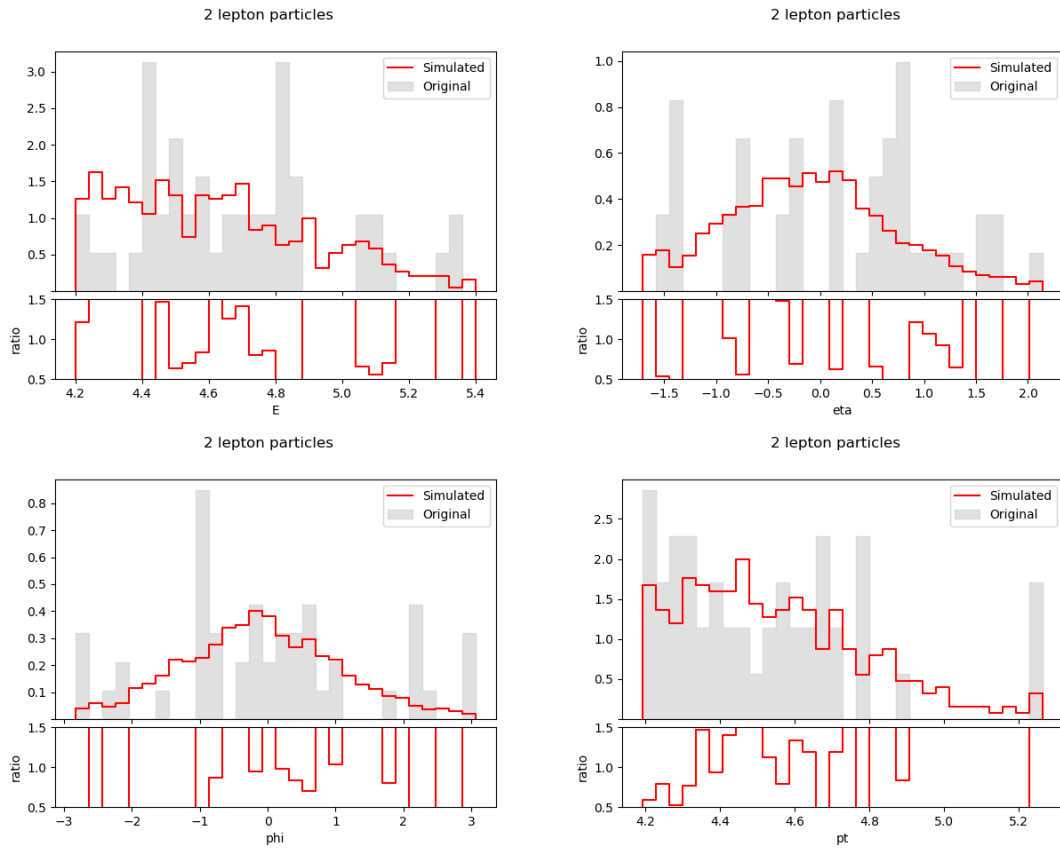 2 lepton particles
3.0
2.5
2.0
1.5
1.0
0.5
Simulated
Original
1.5
1.0
0.5
ratio
4.2 4.4 4.6 4.8 5.0 5.2 5.4
E
2 lepton particles
1.0
0.8
0.6
0.4
0.2
Simulated
Original
1.5
1.0
0.5
ratio
−1.5 −1.0 −0.5 0.0 0.5 1.0 1.5 2.0
eta
2 lepton particles
0.8
0.7
0.6
0.5
0.4
0.3
0.2
0.1
Simulated
Original
1.5
1.0
0.5
ratio
−3 −2 −1 0 1 2 3
phi
2 lepton particles
2.5
2.0
1.5
1.0
0.5
Simulated
Original
1.5
1.0
0.5
ratio
4.2 4.4 4.6 4.8 5.0 5.2
pt